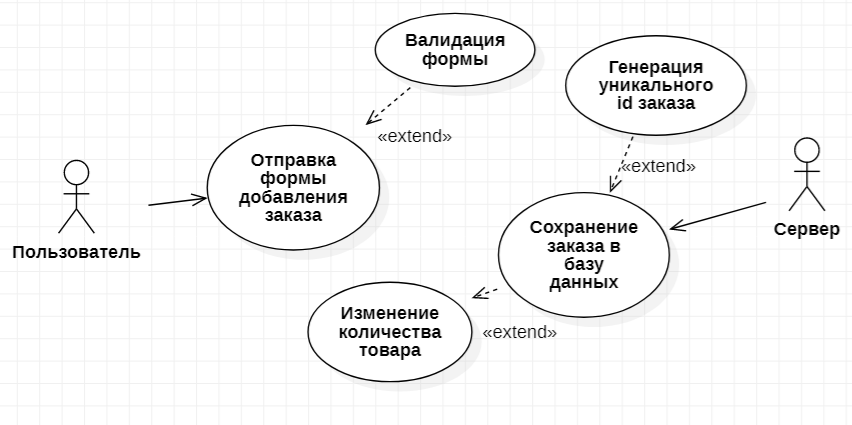 Валидация
формы
«extend»
Генерация
уникального
id заказа
«extend»
Отправка
формы
добавления
заказа
Пользователь
Сохранение
заказа в
базу
данных
Сервер
Изменение
количества
товара
«extend»